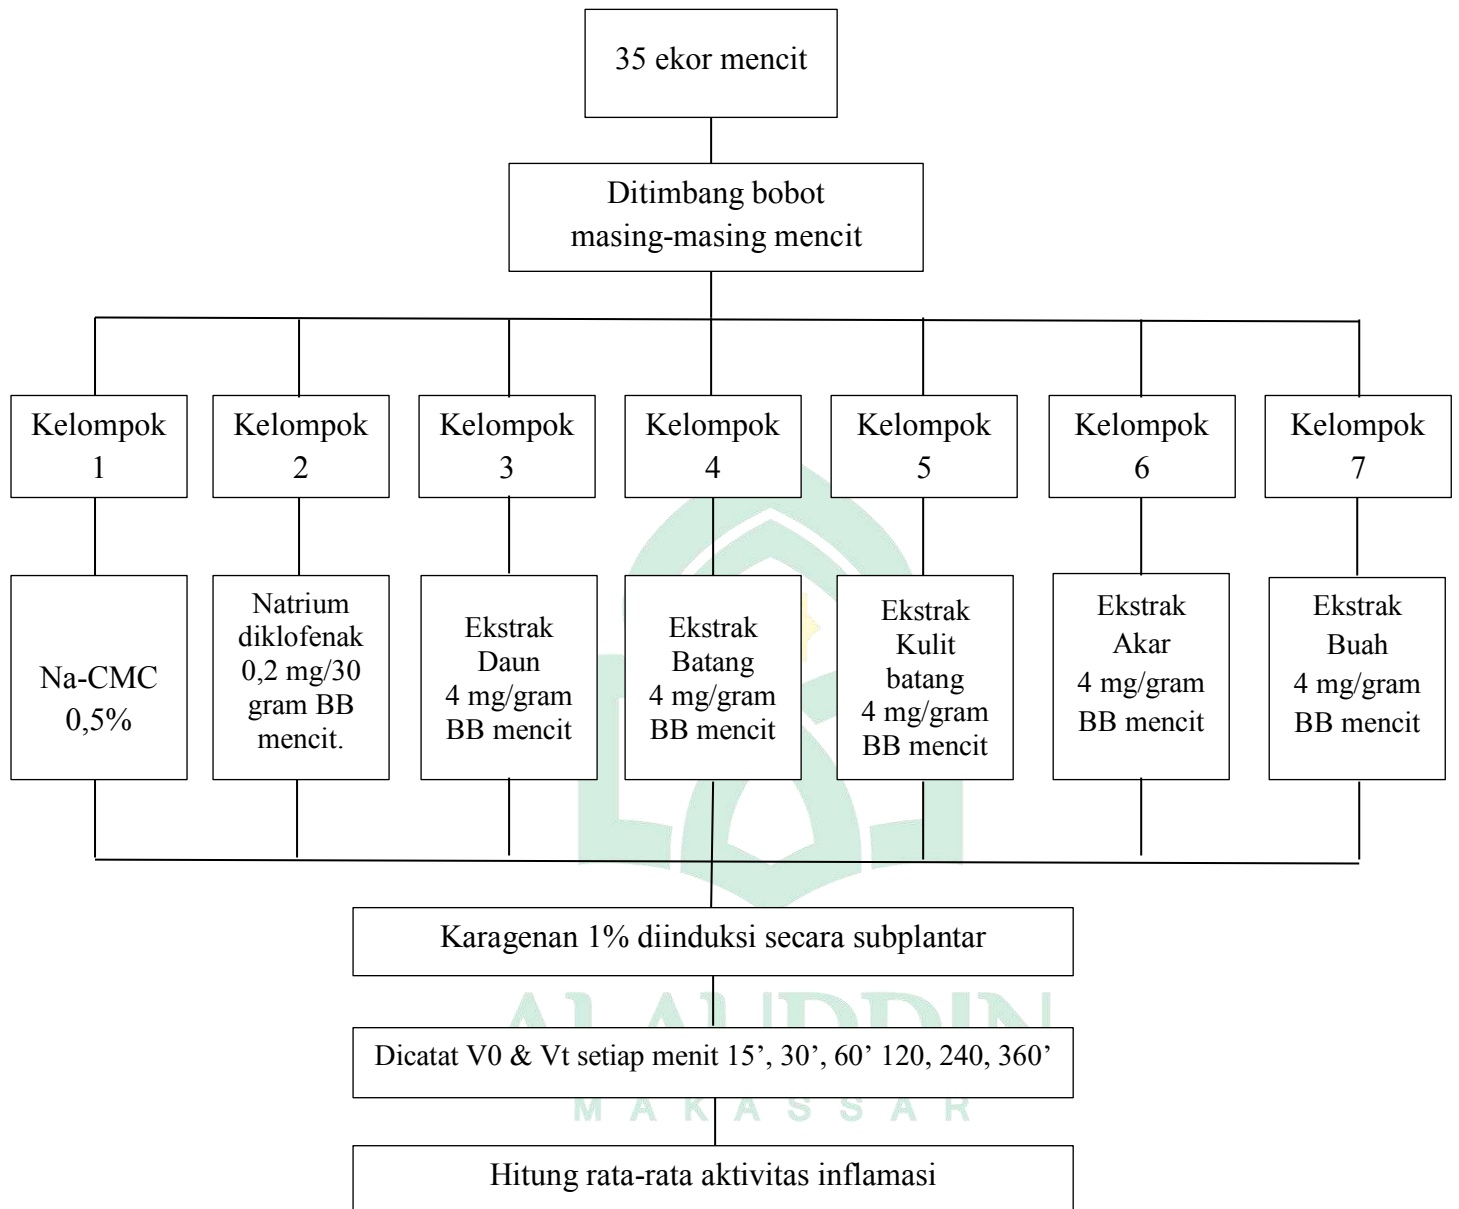 35 ekor mencit
Ditimbang bobot
masing-masing mencit
Kelompok
1
Kelompok
2
Kelompok
3
Kelompok
4
Kelompok
5
Kelompok
6
Kelompok
7
Na-CMC
0,5%
Natrium
diklofenak
0,2 mg/30
gram BB
mencit.
Ekstrak
Daun
4 mg/gram
BB mencit
Ekstrak
Batang
4 mg/gram
BB mencit
Ekstrak
Kulit
batang
4 mg/gram
BB mencit
Ekstrak
Akar
4 mg/gram
BB mencit
Ekstrak
Buah
4 mg/gram
BB mencit
Karagenan 1% diinduksi secara subplantar
ALAUDDIN
Dicatat V0 & Vt setiap menit 15’, 30’, 60’ 120, 240, 360’
MAKASSAR
Hitung rata-rata aktivitas inflamasi